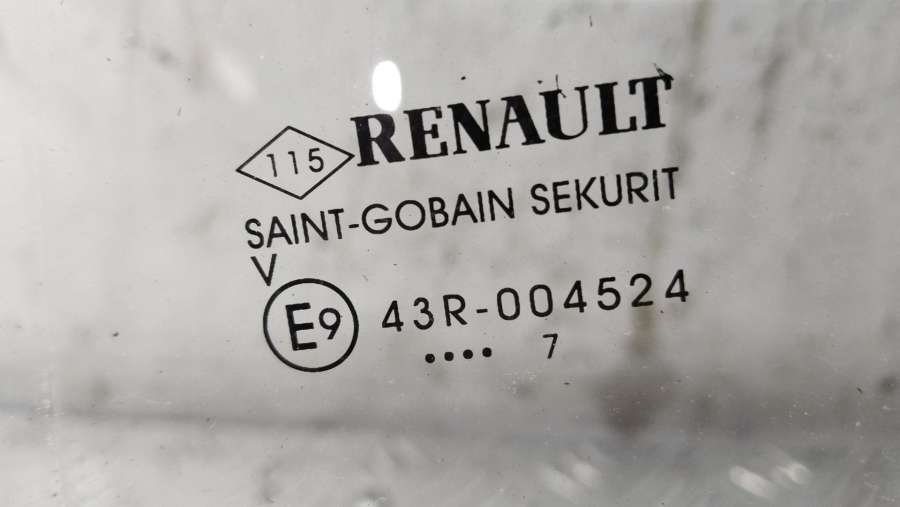 115 RENAULT
SAINT-GOBAIN SEKURIT
V
E9 43R-004524
•••• 7